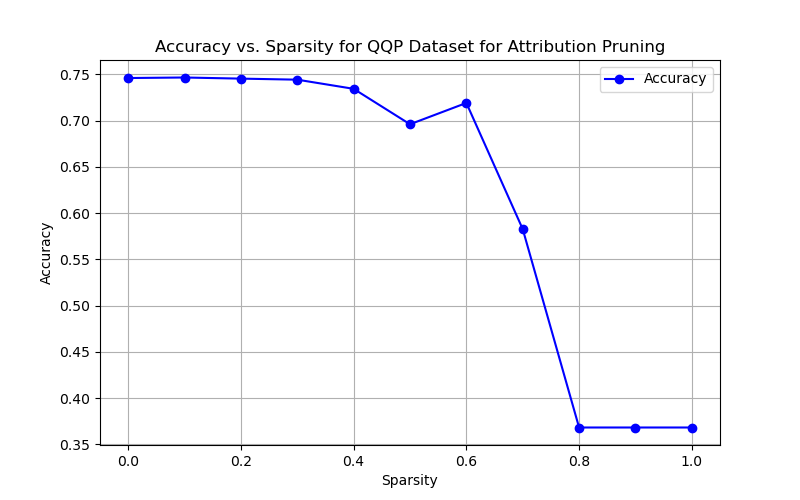 Accuracy vs. Sparsity for QQP Dataset for Attribution Pruning
Accuracy
0.75
0.70
0.65
0.60
0.55
0.50
0.45
0.40
0.35
Accuracy
0.0 0.2 0.4 0.6 0.8 1.0
Sparsity